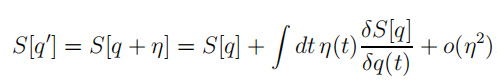 S[q′] = S[q + η] = S[q] + ∫ dt η(t) δS[q]/δq(t) + o(η²)